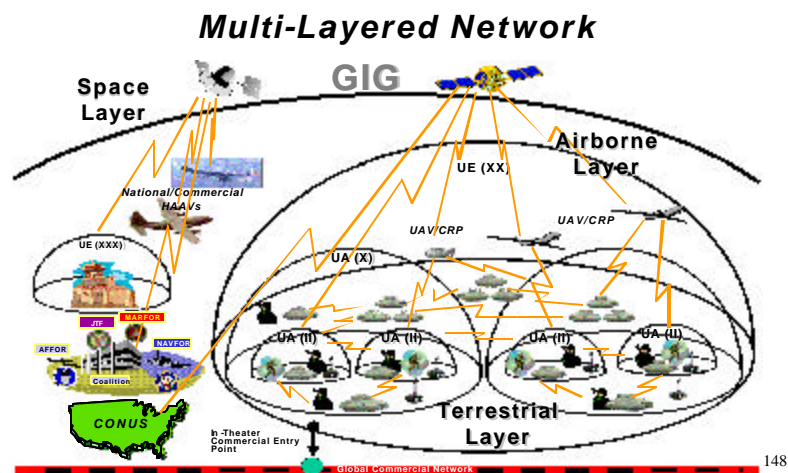 Multi-Layered Network
GIG
Space
Layer
Airborne
Layer
UE (XX)
National/Commercial
HAAVs
UAV/CRP
UAV/CRP
UE (XXX)
UA (X)
MARFOR
JTF
AFFOR
NAVFOR
Coalition
UA (II)
UA (II)
UA (II)
UA (II)
CONUS
Terrestrial
Layer
In-Theater
Commercial Entry
Point
Global Commercial Network
148